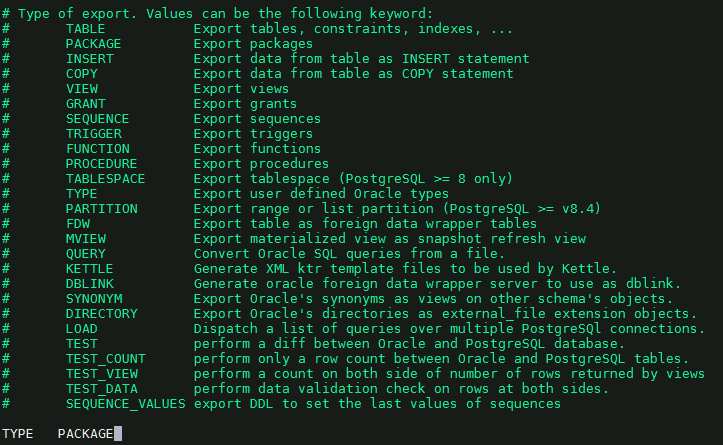 # Type of export. Values can be the following keyword:
#       TABLE           Export tables, constraints, indexes, ...
#       PACKAGE         Export packages
#       INSERT          Export data from table as INSERT statement
#       COPY            Export data from table as COPY statement
#       VIEW            Export views
#       GRANT           Export grants
#       SEQUENCE        Export sequences
#       TRIGGER         Export triggers
#       FUNCTION        Export functions
#       PROCEDURE       Export procedures
#       TABLESPACE      Export tablespace (PostgreSQL >= 8 only)
#       TYPE            Export user defined Oracle types
#       PARTITION       Export range or list partition (PostgreSQL >= v8.4)
#       FDW             Export table as foreign data wrapper tables
#       MVIEW           Export materialized view as snapshot refresh view
#       QUERY           Convert Oracle SQL queries from a file.
#       KETTLE          Generate XML ktr template files to be used by Kettle.
#       DBLINK          Generate oracle foreign data wrapper server to use as dblink.
#       SYNONYM         Export Oracle's synonyms as views on other schema's objects.
#       DIRECTORY       Export Oracle's directories as external_file extension objects.
#       LOAD            Dispatch a list of queries over multiple PostgreSQl connections.
#       TEST            perform a diff between Oracle and PostgreSQL database.
#       TEST_COUNT      perform only a row count between Oracle and PostgreSQL tables.
#       TEST_VIEW       perform a count on both side of number of rows returned by views
#       TEST_DATA       perform data validation check on rows at both sides.
#       SEQUENCE_VALUES export DDL to set the last values of sequences
TYPE   PACKAGE